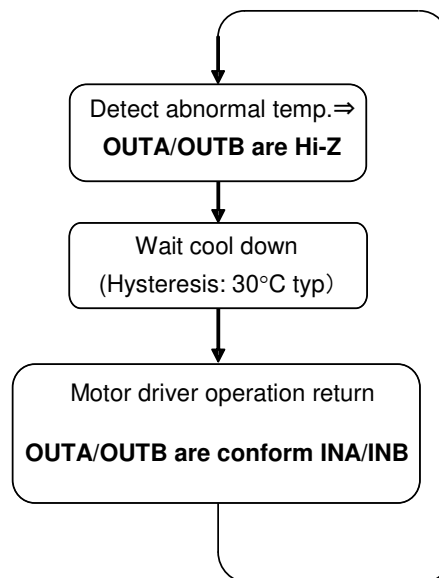 Detect abnormal temp.⇒
OUTA/OUTB are Hi-Z
Wait cool down
(Hysteresis: 30°C typ）
Motor driver operation return
OUTA/OUTB are conform INA/INB